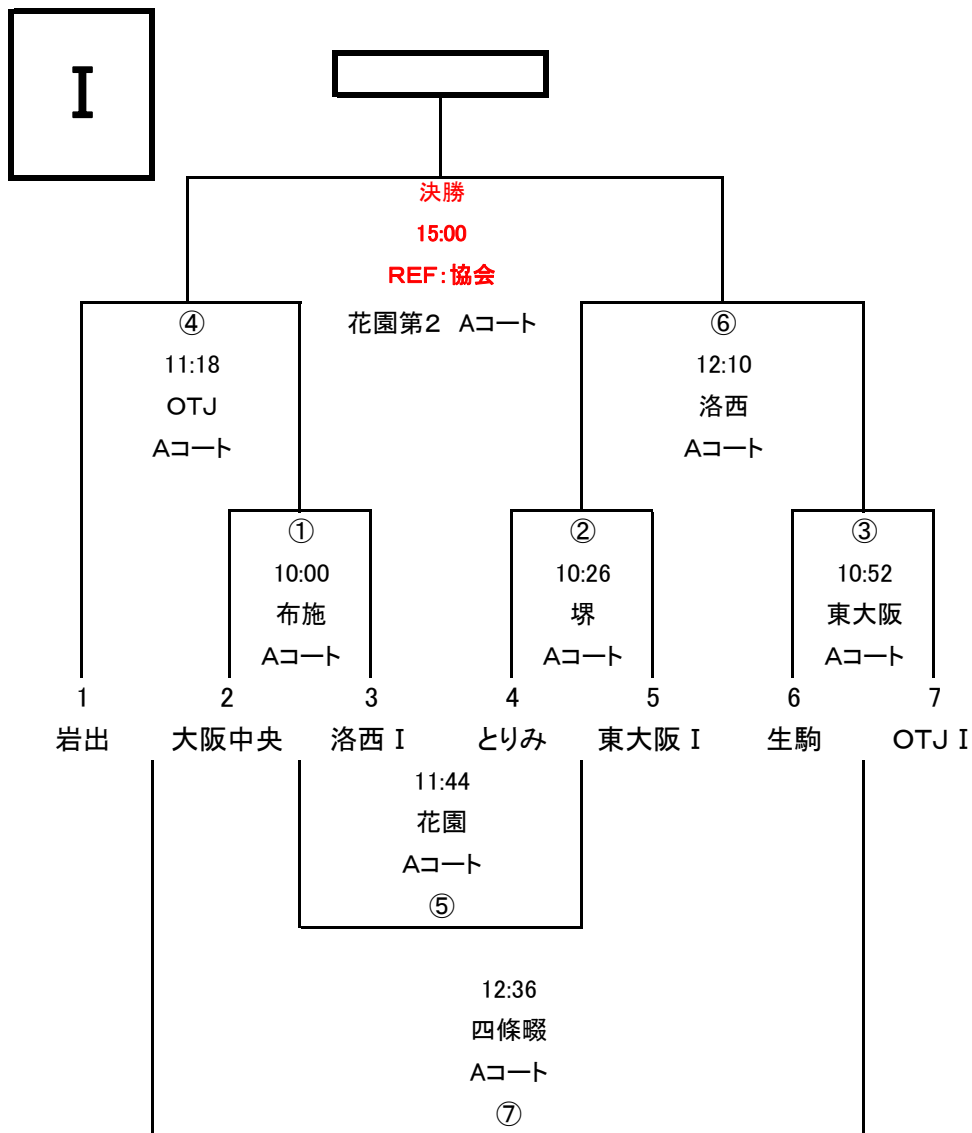 I
決勝
15:00
REF:協会
花園第2 Aコート
④
11:18
OTJ
Aコート
⑥
12:10
洛西
Aコート
①
10:00
布施
Aコート
②
10:26
堺
Aコート
③
10:52
東大阪
Aコート
1 2 3 4 5 6 7
岩出 大阪中央 洛西Ⅰ とりみ 東大阪Ⅰ 生駒 OTJⅠ
11:44
花園
Aコート
⑤
12:36
四條畷
Aコート
⑦